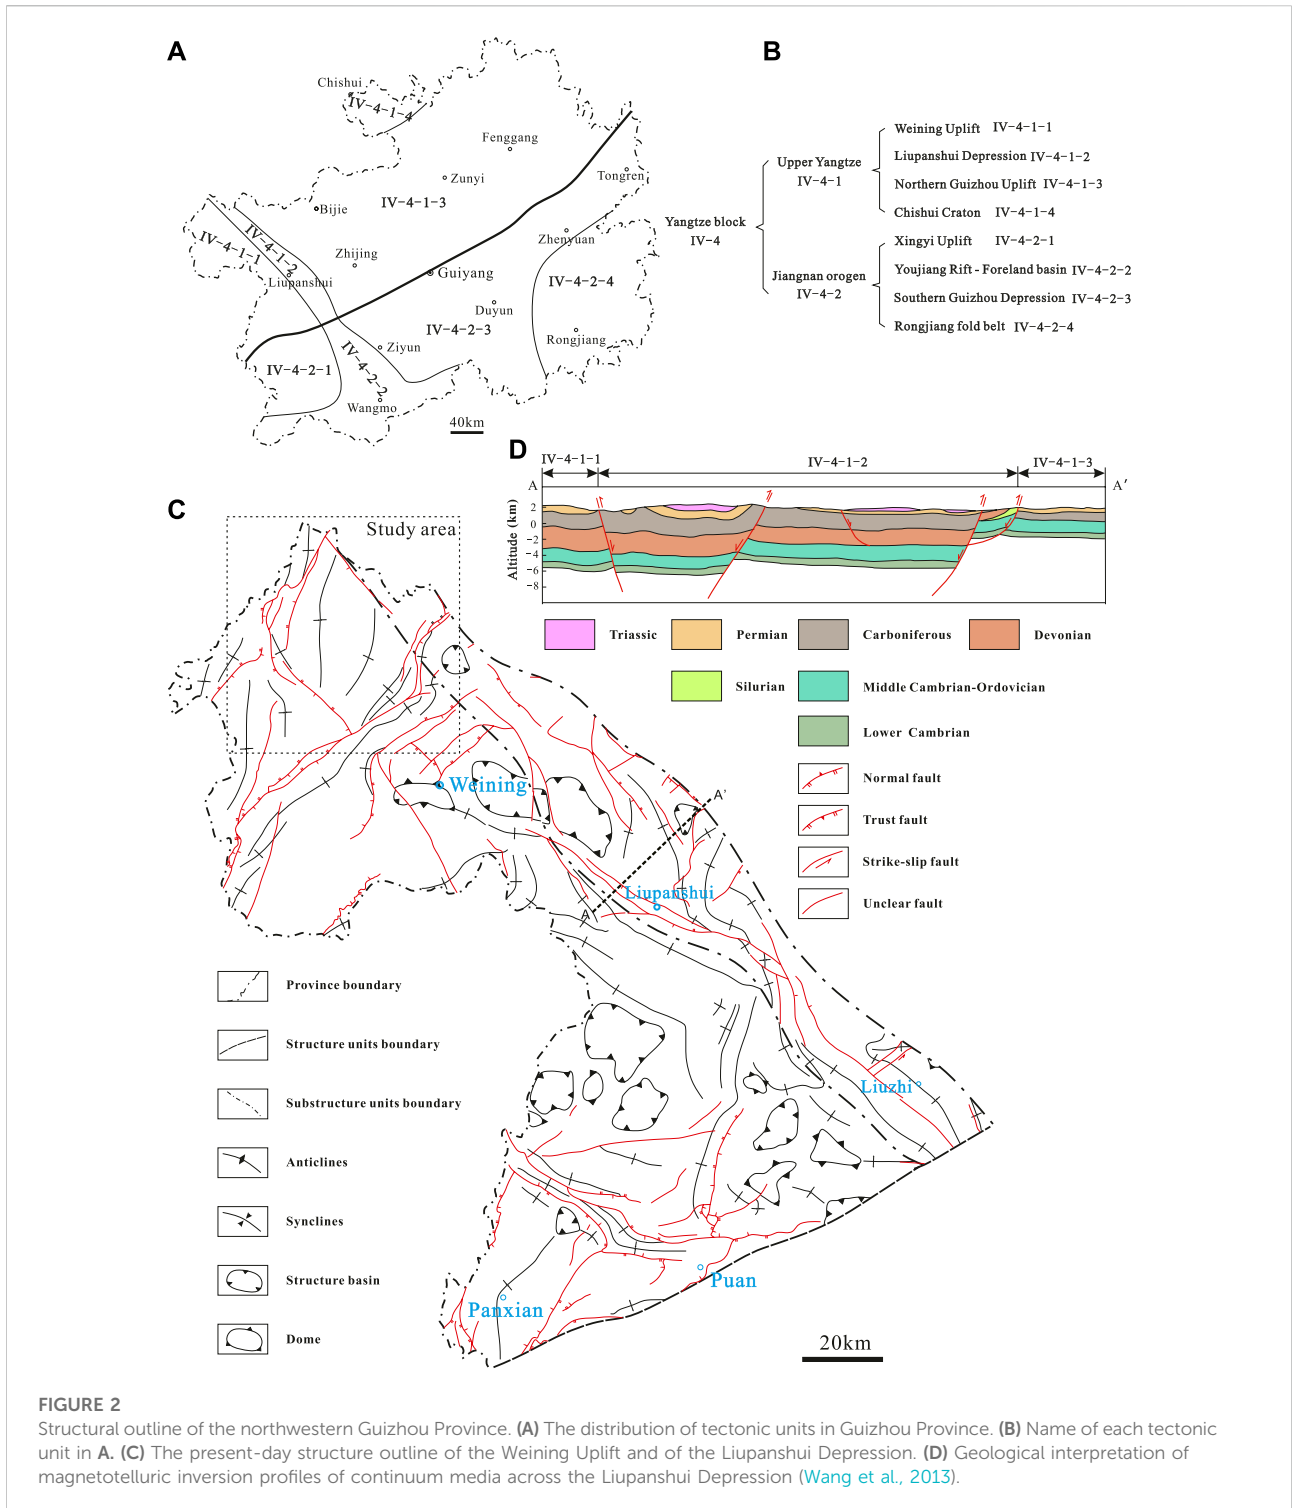 A
Chishui
IV-4-1-4
Fenggang
Zunyi
Tongren
IV-4-1-3
Bijie
IV-4-1-1
IV-4-1-2
Zhijing
Zhenyuan
Liupanshui
Guiyang
IV-4-2-4
Duyun
IV-4-2-3
Rongjiang
Ziyun
IV-4-2-1
IV-4-2-2
Wangmo
40km
B
Weining Uplift IV-4-1-1
Liupanshui Depression IV-4-1-2
Upper Yangtze
IV-4-1
Northern Guizhou Uplift IV-4-1-3
Chishui Craton IV-4-1-4
Yangtze block
IV-4
Xingyi Uplift IV-4-2-1
Youjiang Rift - Foreland basin IV-4-2-2
Jiangnan orogen
IV-4-2
Southern Guizhou Depression IV-4-2-3
Rongjiang fold belt IV-4-2-4
D
IV-4-1-1 IV-4-1-2 IV-4-1-3
A A′
Altitude (km)
2
0
−2
−4
−6
−8
Triassic Permian Carboniferous Devonian
Silurian Middle Cambrian-Ordovician
Lower Cambrian
Normal fault
Trust fault
Strike-slip fault
Unclear fault
C
Study area
Weining
A'
Liupanshui
A
Liuzhi
Puan
Panxian
20km
Province boundary
Structure units boundary
Substructure units boundary
Anticlines
Synclines
Structure basin
Dome
FIGURE 2
Structural outline of the northwestern Guizhou Province. (A) The distribution of tectonic units in Guizhou Province. (B) Name of each tectonic
unit in A. (C) The present-day structure outline of the Weining Uplift and of the Liupanshui Depression. (D) Geological interpretation of
magnetotelluric inversion profiles of continuum media across the Liupanshui Depression (Wang et al., 2013).